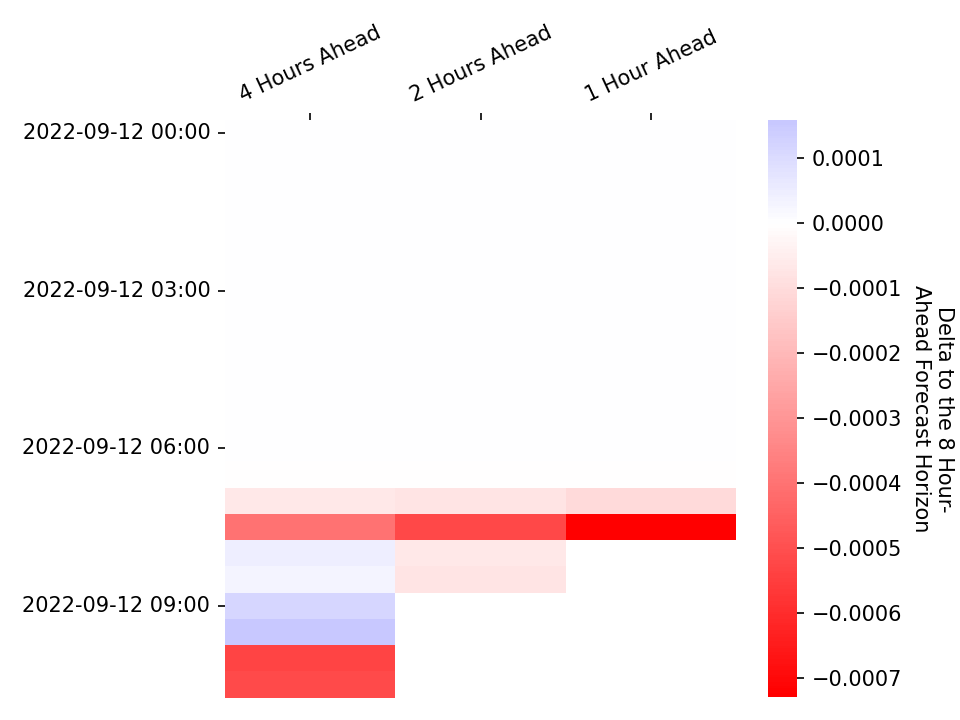 4 Hours Ahead
2 Hours Ahead
1 Hour Ahead
2022-09-12 00:00
2022-09-12 03:00
2022-09-12 06:00
2022-09-12 09:00
0.0001
0.0000
−0.0001
−0.0002
−0.0003
−0.0004
−0.0005
−0.0006
−0.0007
Delta to the 8 Hour-
Ahead Forecast Horizon